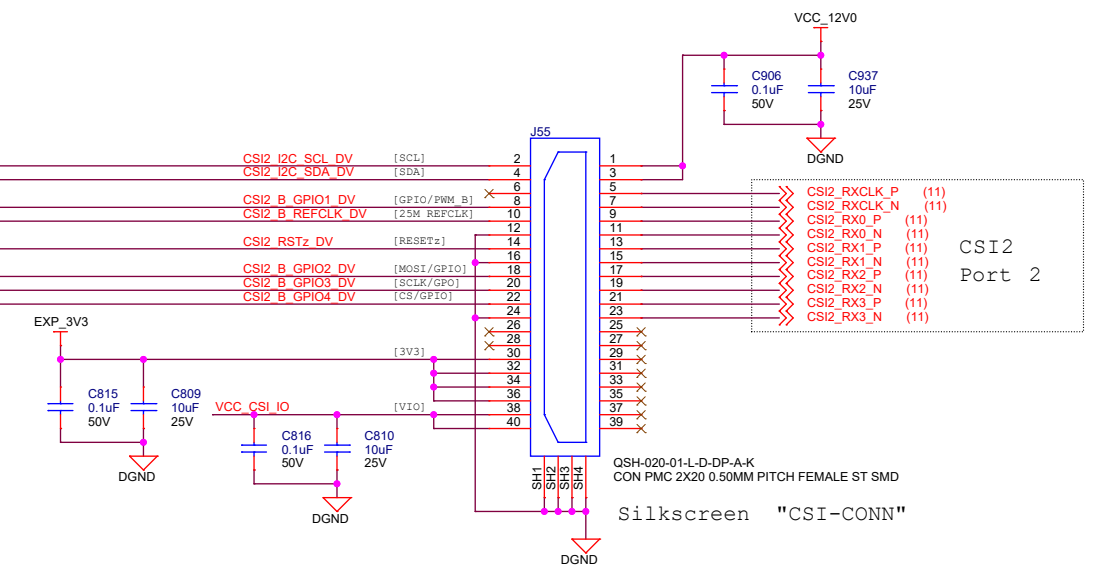 VCC_12V0
C906
0.1uF
50V
C937
10uF
25V
DGND
J55
CSI2_I2C_SCL_DV [SCL] 2 1
CSI2_I2C_SDA_DV [SDA] 4 3
6 5 CSI2_RXCLK_P (11)
CSI2_B_GPIO1_DV [GPIO/PWM_B] 8 7 CSI2_RXCLK_N (11)
CSI2_B_REFCLK_DV [25M REFCLK] 10 9 CSI2_RX0_P (11)
12 11 CSI2_RX0_N (11)
CSI2_RSTz_DV [RESETz] 14 13 CSI2_RX1_P (11)
16 15 CSI2_RX1_N (11)
CSI2_B_GPIO2_DV [MOSI/GPIO] 18 17 CSI2_RX2_P (11)
CSI2_B_GPIO3_DV [SCLK/GPO] 20 19 CSI2_RX2_N (11)
CSI2_B_GPIO4_DV [CS/GPIO] 22 21 CSI2_RX3_P (11)
24 23 CSI2_RX3_N (11)
CSI2
Port 2
26 25
28 27
EXP_3V3
[3V3] 30 29
32 31
34 33
36 35
VCC_CSI_IO [VIO] 38 37
40 39
C815
0.1uF
50V
C809
10uF
25V
DGND
C816
0.1uF
50V
C810
10uF
25V
DGND
SH1
SH2
SH3
SH4
QSH-020-01-L-D-DP-A-K
CON PMC 2X20 0.50MM PITCH FEMALE ST SMD
Silkscreen "CSI-CONN"
DGND